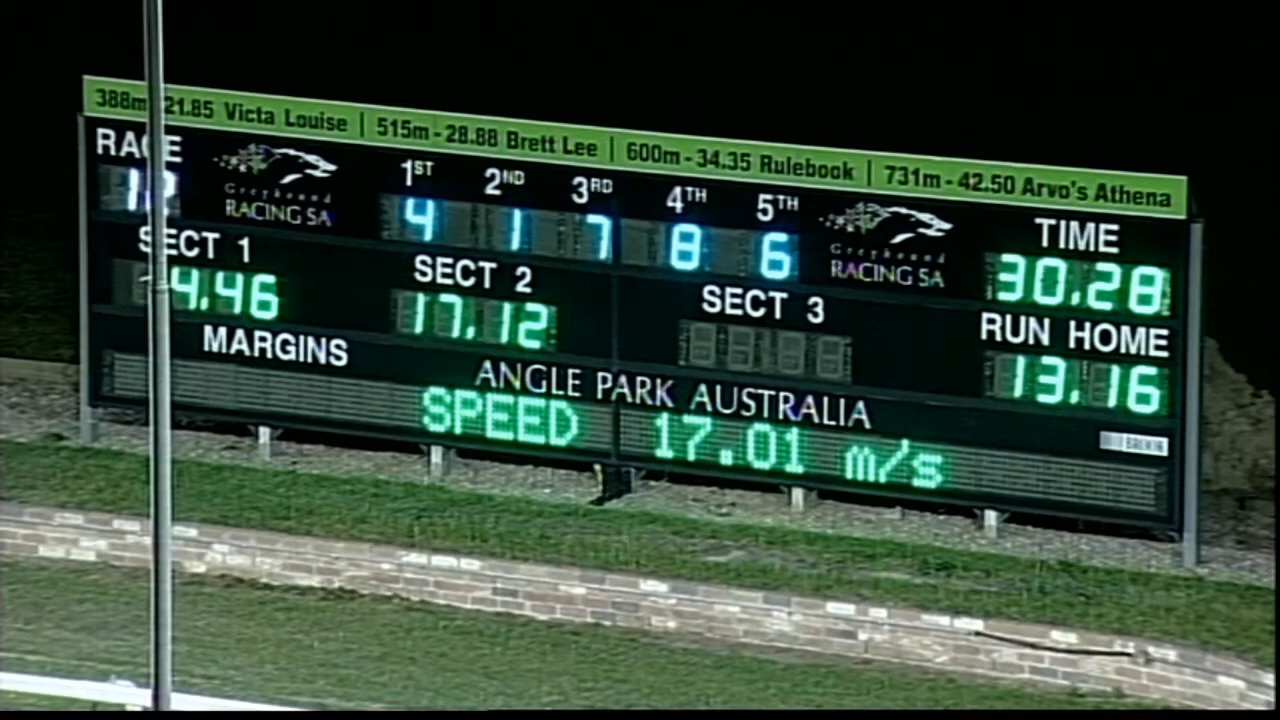 388m 21.85 Victa Louise | 515m - 28.88 Brett Lee | 600m - 34.35 Rulebook | 731m - 42.50 Arvo's Athena
RACE 1ST 2ND 3RD 4TH 5TH TIME
12 4 1 7 8 6 30.28
Greyhound
RACING SA
Greyhound
RACING SA
SECT 1 SECT 2 SECT 3 RUN HOME
4.46 17.12 13.16
MARGINS ANGLE PARK AUSTRALIA
SPEED 17.01 m/s